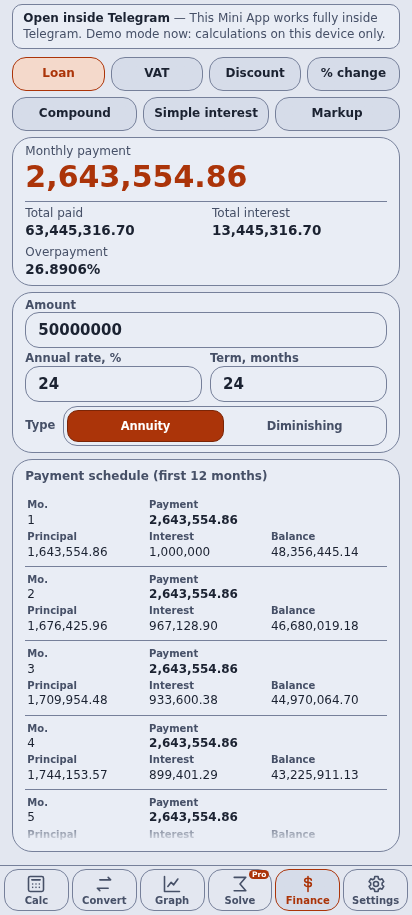 Open inside Telegram — This Mini App works fully inside
Telegram. Demo mode now: calculations on this device only.
Loan VAT Discount % change
Compound Simple interest Markup
Monthly payment
2,643,554.86
Total paid Total interest
63,445,316.70 13,445,316.70
Overpayment
26.8906%
Amount
50000000
Annual rate, % Term, months
24 24
Type Annuity Diminishing
Payment schedule (first 12 months)
Mo. Payment
1 2,643,554.86
Principal Interest Balance
1,643,554.86 1,000,000 48,356,445.14
Mo. Payment
2 2,643,554.86
Principal Interest Balance
1,676,425.96 967,128.90 46,680,019.18
Mo. Payment
3 2,643,554.86
Principal Interest Balance
1,709,954.48 933,600.38 44,970,064.70
Mo. Payment
4 2,643,554.86
Principal Interest Balance
1,744,153.57 899,401.29 43,225,911.13
Mo. Payment
5 2,643,554.86
Principal Interest Balance
Pro
Calc Convert Graph Solve Finance Settings